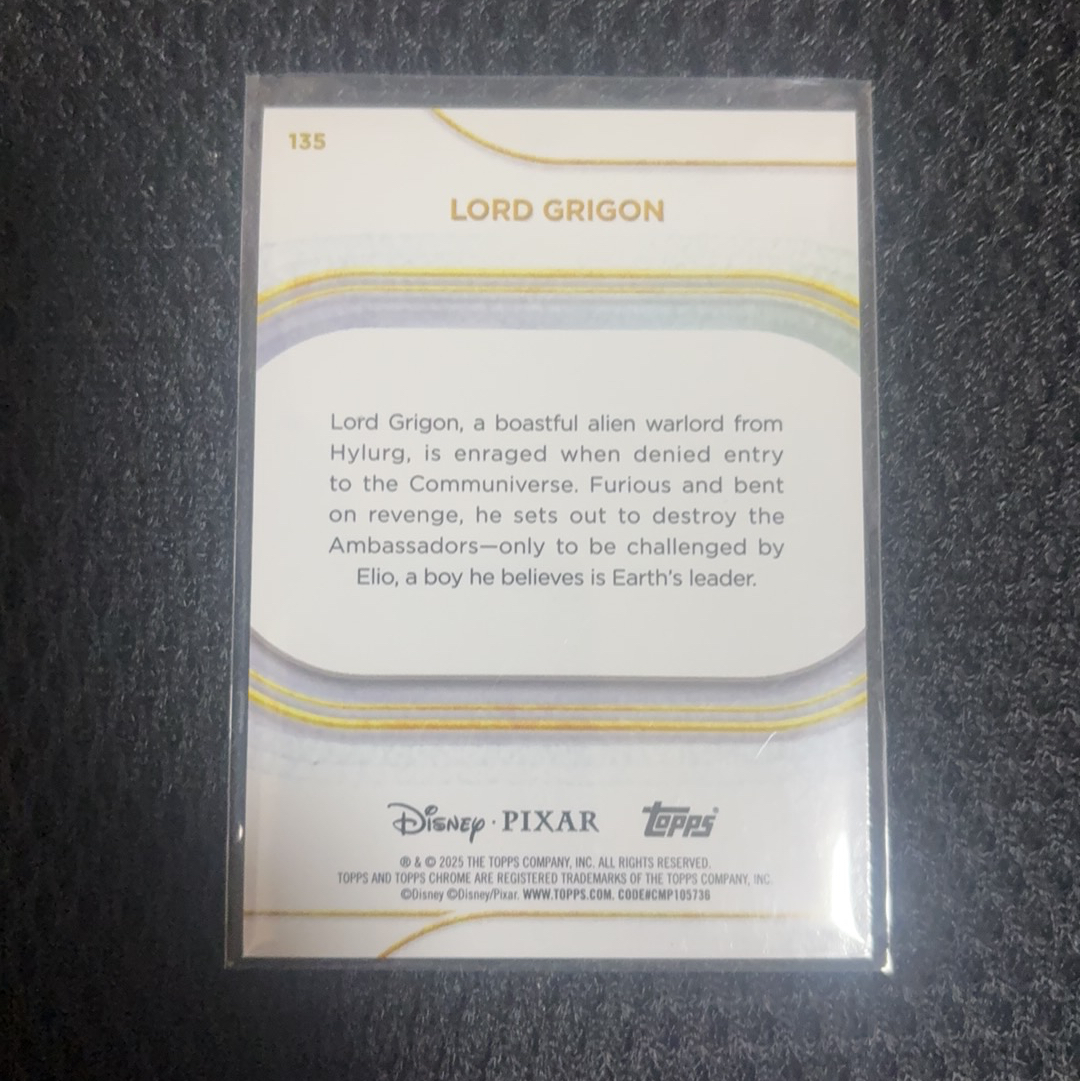 135
LORD GRIGON
Lord Grigon, a boastful alien warlord from
Hylurg, is enraged when denied entry
to the Communiverse. Furious and bent
on revenge, he sets out to destroy the
Ambassadors—only to be challenged by
Elio, a boy he believes is Earth's leader.
Disney · PIXAR topps®
® & © 2025 THE TOPPS COMPANY, INC. ALL RIGHTS RESERVED.
TOPPS AND TOPPS CHROME ARE REGISTERED TRADEMARKS OF THE TOPPS COMPANY, INC.
©Disney ©Disney/Pixar. WWW.TOPPS.COM. CODE#CMP105736